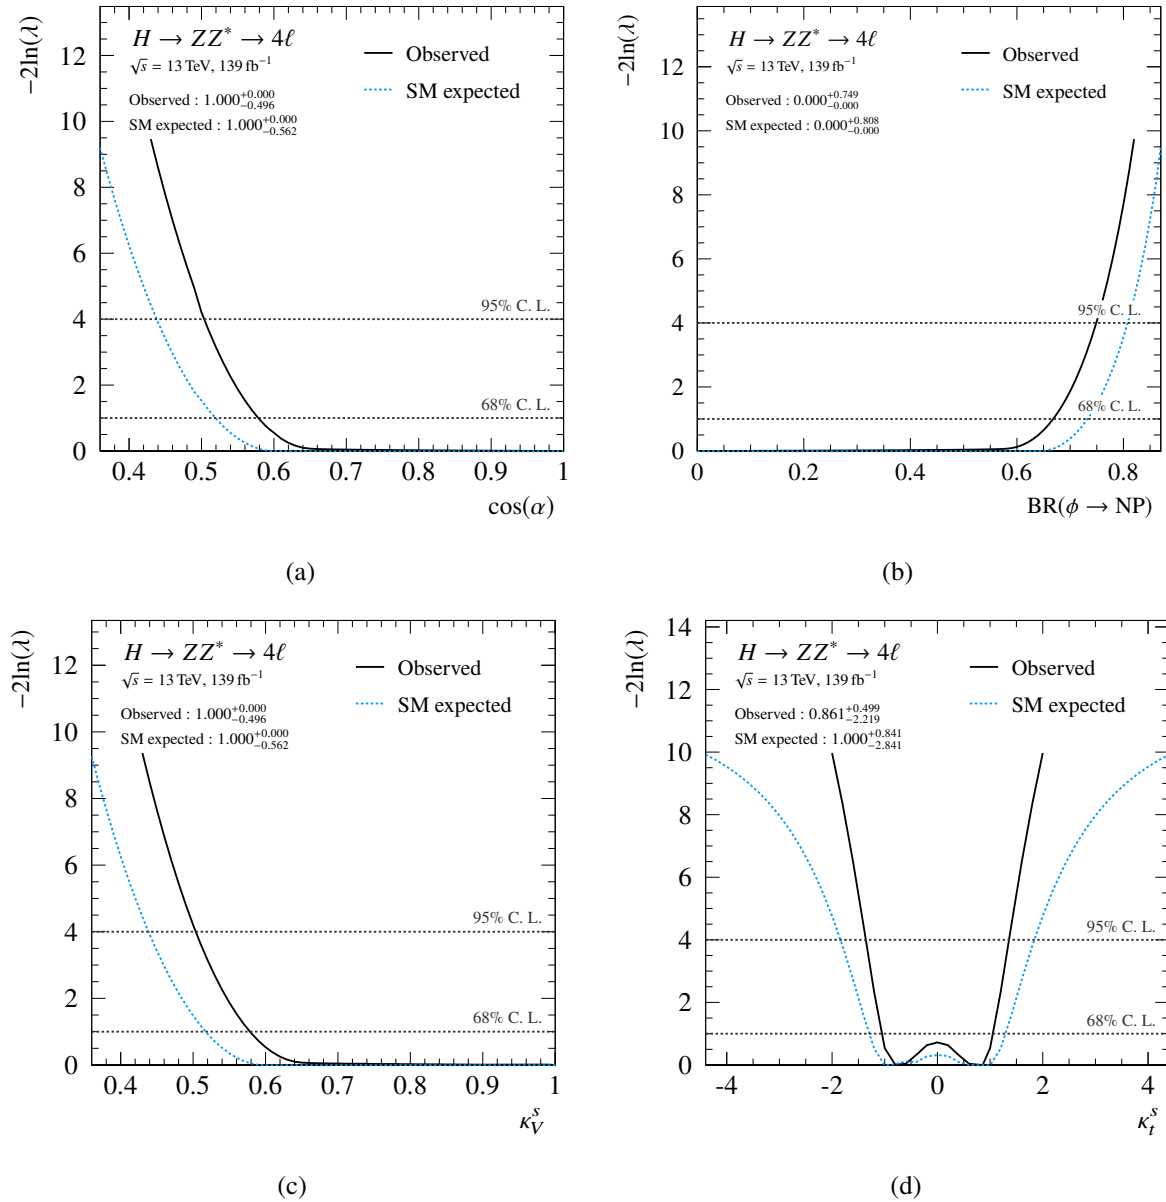 −2ln(λ)
H → ZZ* → 4ℓ
√s = 13 TeV, 139 fb⁻¹
Observed : 1.000 +0.000 −0.496
SM expected : 1.000 +0.000 −0.562
Observed
SM expected
12
10
8
6
4
2
0
95% C. L.
68% C. L.
0.4 0.5 0.6 0.7 0.8 0.9 1
cos(α)
(a)
−2ln(λ)
H → ZZ* → 4ℓ
√s = 13 TeV, 139 fb⁻¹
Observed : 0.000 +0.749 −0.000
SM expected : 0.000 +0.808 −0.000
Observed
SM expected
12
10
8
6
4
2
0
95% C. L.
68% C. L.
0 0.2 0.4 0.6 0.8
BR(ϕ → NP)
(b)
−2ln(λ)
H → ZZ* → 4ℓ
√s = 13 TeV, 139 fb⁻¹
Observed : 1.000 +0.000 −0.496
SM expected : 1.000 +0.000 −0.562
Observed
SM expected
12
10
8
6
4
2
0
95% C. L.
68% C. L.
0.4 0.5 0.6 0.7 0.8 0.9 1
κ_V^s
(c)
−2ln(λ)
H → ZZ* → 4ℓ
√s = 13 TeV, 139 fb⁻¹
Observed : 0.861 +0.499 −2.219
SM expected : 1.000 +0.841 −2.841
Observed
SM expected
14
12
10
8
6
4
2
0
95% C. L.
68% C. L.
−4 −2 0 2 4
κ_t^s
(d)